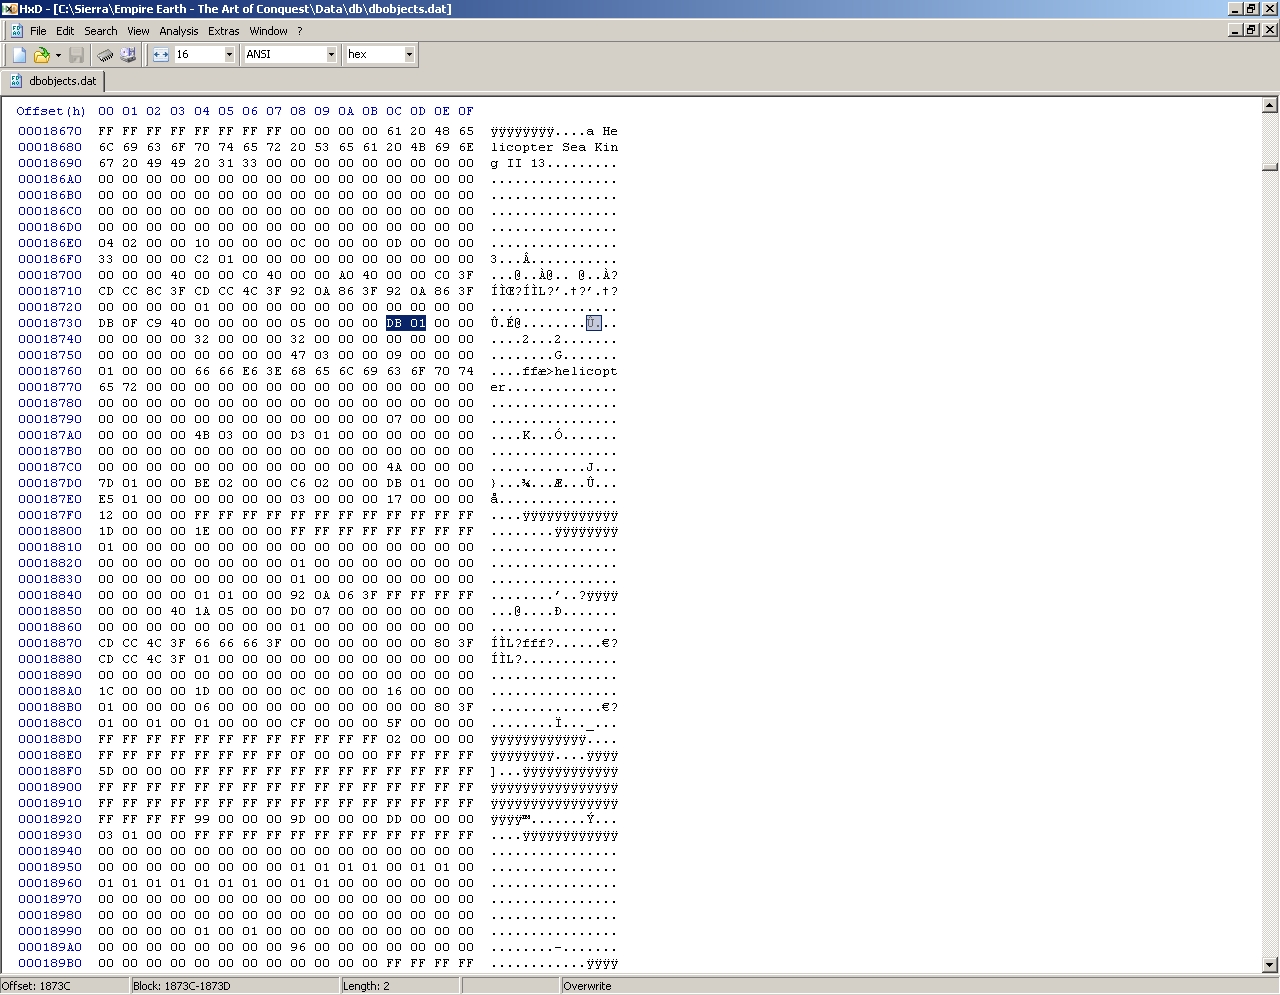 HxD - [C:\Sierra\Empire Earth - The Art of Conquest\Data\db\dbobjects.dat]
File Edit Search View Analysis Extras Window ?
16 ANSI hex
dbobjects.dat
Offset(h) 00 01 02 03 04 05 06 07 08 09 0A 0B 0C 0D 0E 0F
00018670 FF FF FF FF FF FF FF FF 00 00 00 00 61 20 48 65 ÿÿÿÿÿÿÿÿ....a He
00018680 6C 69 63 6F 70 74 65 72 20 53 65 61 20 4B 69 6E licopter Sea Kin
00018690 67 20 49 49 20 31 33 00 00 00 00 00 00 00 00 00 g II 13.........
000186A0 00 00 00 00 00 00 00 00 00 00 00 00 00 00 00 00 ................
000186B0 00 00 00 00 00 00 00 00 00 00 00 00 00 00 00 00 ................
000186C0 00 00 00 00 00 00 00 00 00 00 00 00 00 00 00 00 ................
000186D0 00 00 00 00 00 00 00 00 00 00 00 00 00 00 00 00 ................
000186E0 04 02 00 00 10 00 00 00 0C 00 00 00 0D 00 00 00 ................
000186F0 33 00 00 00 C2 01 00 00 00 00 00 00 00 00 00 00 3...Â...........
00018700 00 00 00 40 00 00 C0 40 00 00 A0 40 00 00 C0 3F ...@..À@.. @..À?
00018710 CD CC 8C 3F CD CC 4C 3F 92 0A 86 3F 92 0A 86 3F ÍÌŒ?ÍÌL?’.†?’.†?
00018720 00 00 00 00 01 00 00 00 00 00 00 00 00 00 00 00 ................
00018730 DB 0F C9 40 00 00 00 00 05 00 00 00 DB 01 00 00 Û.É@........Û...
00018740 00 00 00 00 32 00 00 00 32 00 00 00 00 00 00 00 ....2...2.......
00018750 00 00 00 00 00 00 00 00 47 03 00 00 09 00 00 00 ........G.......
00018760 01 00 00 00 66 66 E6 3E 68 65 6C 69 63 6F 70 74 ....ffæ>helicopt
00018770 65 72 00 00 00 00 00 00 00 00 00 00 00 00 00 00 er..............
00018780 00 00 00 00 00 00 00 00 00 00 00 00 00 00 00 00 ................
00018790 00 00 00 00 00 00 00 00 00 00 00 00 07 00 00 00 ................
000187A0 00 00 00 00 4B 03 00 00 D3 01 00 00 00 00 00 00 ....K...Ó.......
000187B0 00 00 00 00 00 00 00 00 00 00 00 00 00 00 00 00 ................
000187C0 00 00 00 00 00 00 00 00 00 00 00 00 4A 00 00 00 ............J...
000187D0 7D 01 00 00 BE 02 00 00 C6 02 00 00 DB 01 00 00 }...¾...Æ...Û...
000187E0 E5 01 00 00 00 00 00 00 03 00 00 00 17 00 00 00 å...............
000187F0 12 00 00 00 FF FF FF FF FF FF FF FF FF FF FF FF ....ÿÿÿÿÿÿÿÿÿÿÿÿ
00018800 1D 00 00 00 1E 00 00 00 FF FF FF FF FF FF FF FF ........ÿÿÿÿÿÿÿÿ
00018810 01 00 00 00 00 00 00 00 00 00 00 00 00 00 00 00 ................
00018820 00 00 00 00 00 00 00 00 01 00 00 00 00 00 00 00 ................
00018830 00 00 00 00 00 00 00 00 01 00 00 00 00 00 00 00 ................
00018840 00 00 00 00 01 01 00 00 92 0A 06 3F FF FF FF FF ........’..?ÿÿÿÿ
00018850 00 00 00 40 1A 05 00 00 D0 07 00 00 00 00 00 00 ...@....Ð.......
00018860 00 00 00 00 00 00 00 00 01 00 00 00 00 00 00 00 ................
00018870 CD CC 4C 3F 66 66 66 3F 00 00 00 00 00 00 80 3F ÍÌL?fff?......€?
00018880 CD CC 4C 3F 01 00 00 00 00 00 00 00 00 00 00 00 ÍÌL?............
00018890 00 00 00 00 00 00 00 00 00 00 00 00 00 00 00 00 ................
000188A0 1C 00 00 00 1D 00 00 00 0C 00 00 00 16 00 00 00 ................
000188B0 01 00 00 00 06 00 00 00 00 00 00 00 00 00 80 3F ..............€?
000188C0 01 00 01 00 01 00 00 00 CF 00 00 00 5F 00 00 00 ........Ï..._...
000188D0 FF FF FF FF FF FF FF FF FF FF FF FF 02 00 00 00 ÿÿÿÿÿÿÿÿÿÿÿÿ....
000188E0 FF FF FF FF FF FF FF FF 0F 00 00 00 FF FF FF FF ÿÿÿÿÿÿÿÿ....ÿÿÿÿ
000188F0 5D 00 00 00 FF FF FF FF FF FF FF FF FF FF FF FF ]...ÿÿÿÿÿÿÿÿÿÿÿÿ
00018900 FF FF FF FF FF FF FF FF FF FF FF FF FF FF FF FF ÿÿÿÿÿÿÿÿÿÿÿÿÿÿÿÿ
00018910 FF FF FF FF FF FF FF FF FF FF FF FF FF FF FF FF ÿÿÿÿÿÿÿÿÿÿÿÿÿÿÿÿ
00018920 FF FF FF FF 99 00 00 00 9D 00 00 00 DD 00 00 00 ÿÿÿÿ™.......Ý...
00018930 03 01 00 00 FF FF FF FF FF FF FF FF FF FF FF FF ....ÿÿÿÿÿÿÿÿÿÿÿÿ
00018940 00 00 00 00 00 00 00 00 00 00 00 00 00 00 00 00 ................
00018950 00 00 00 00 00 00 00 00 01 01 01 01 00 01 01 00 ................
00018960 01 01 01 01 01 01 01 00 01 01 00 00 00 00 00 00 ................
00018970 00 00 00 00 00 00 00 00 00 00 00 00 00 00 00 00 ................
00018980 00 00 00 00 00 00 00 00 00 00 00 00 00 00 00 00 ................
00018990 00 00 00 00 01 00 01 00 00 00 00 00 00 00 00 00 ................
000189A0 00 00 00 00 00 00 00 00 96 00 00 00 00 00 00 00 ........–.......
000189B0 00 00 00 00 00 00 00 00 00 00 00 00 FF FF FF FF ............ÿÿÿÿ
Offset: 1873C Block: 1873C-1873D Length: 2 Overwrite